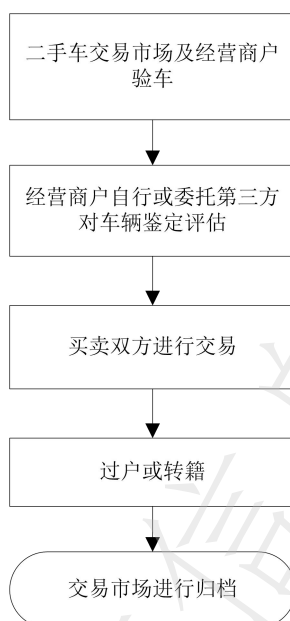 二手车交易市场及经营商户
验车
经营商户自行或委托第三方
对车辆鉴定评估
买卖双方进行交易
过户或转籍
交易市场进行归档